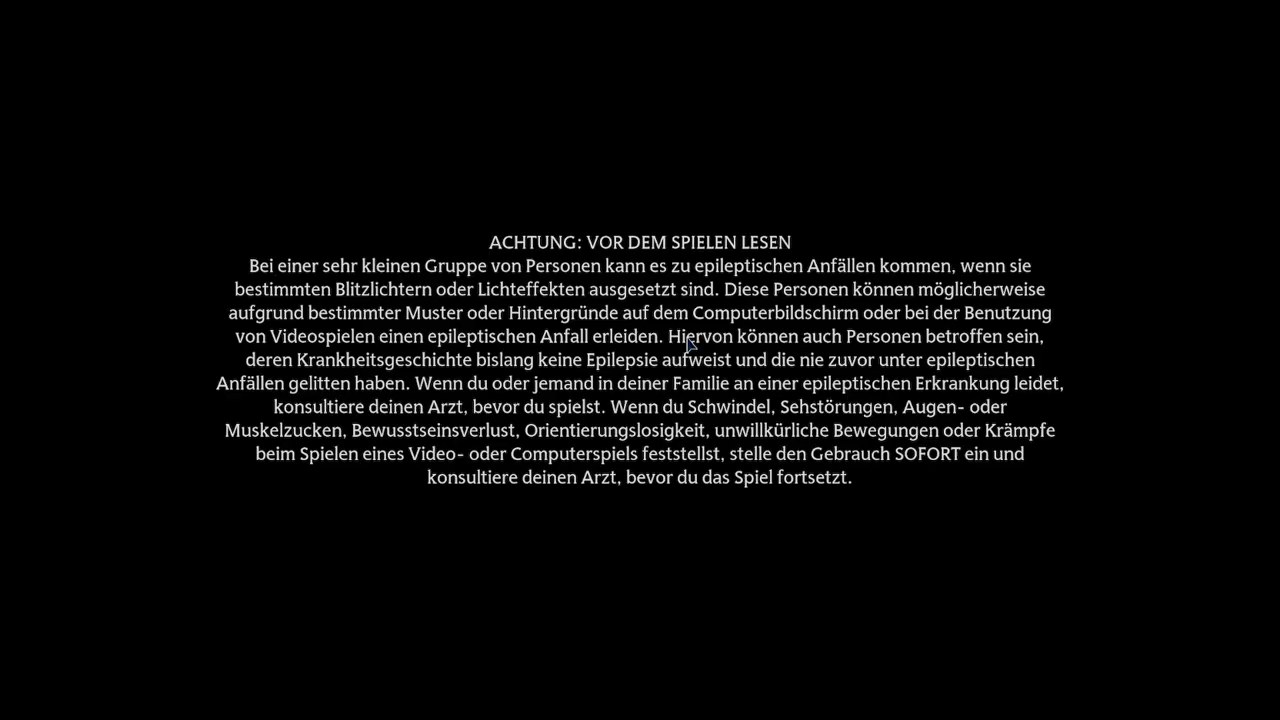 ACHTUNG: VOR DEM SPIELEN LESEN
Bei einer sehr kleinen Gruppe von Personen kann es zu epileptischen Anfällen kommen, wenn sie
bestimmten Blitzlichtern oder Lichteffekten ausgesetzt sind. Diese Personen können möglicherweise
aufgrund bestimmter Muster oder Hintergründe auf dem Computerbildschirm oder bei der Benutzung
von Videospielen einen epileptischen Anfall erleiden. Hiervon können auch Personen betroffen sein,
deren Krankheitsgeschichte bislang keine Epilepsie aufweist und die nie zuvor unter epileptischen
Anfällen gelitten haben. Wenn du oder jemand in deiner Familie an einer epileptischen Erkrankung leidet,
konsultiere deinen Arzt, bevor du spielst. Wenn du Schwindel, Sehstörungen, Augen- oder
Muskelzucken, Bewusstseinsverlust, Orientierungslosigkeit, unwillkürliche Bewegungen oder Krämpfe
beim Spielen eines Video- oder Computerspiels feststellst, stelle den Gebrauch SOFORT ein und
konsultiere deinen Arzt, bevor du das Spiel fortsetzt.